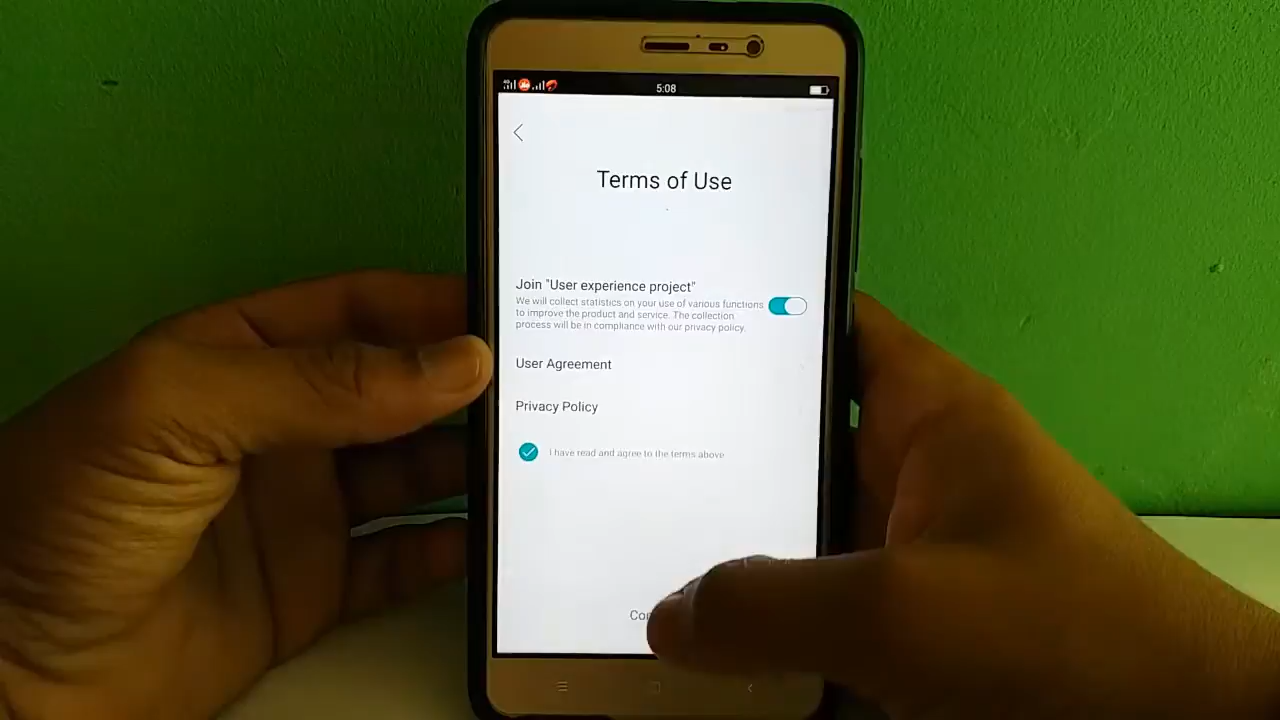 5:08
Terms of Use
Join "User experience project"
We will collect statistics on your use of various functions
to improve the product and service. The collection
process will be in compliance with our privacy policy.
User Agreement
Privacy Policy
I have read and agree to the terms above